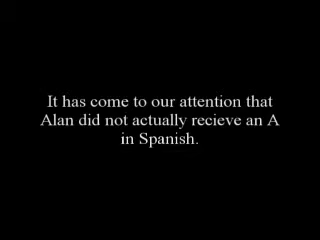 It has come to our attention that
Alan did not actually recieve an A
in Spanish.